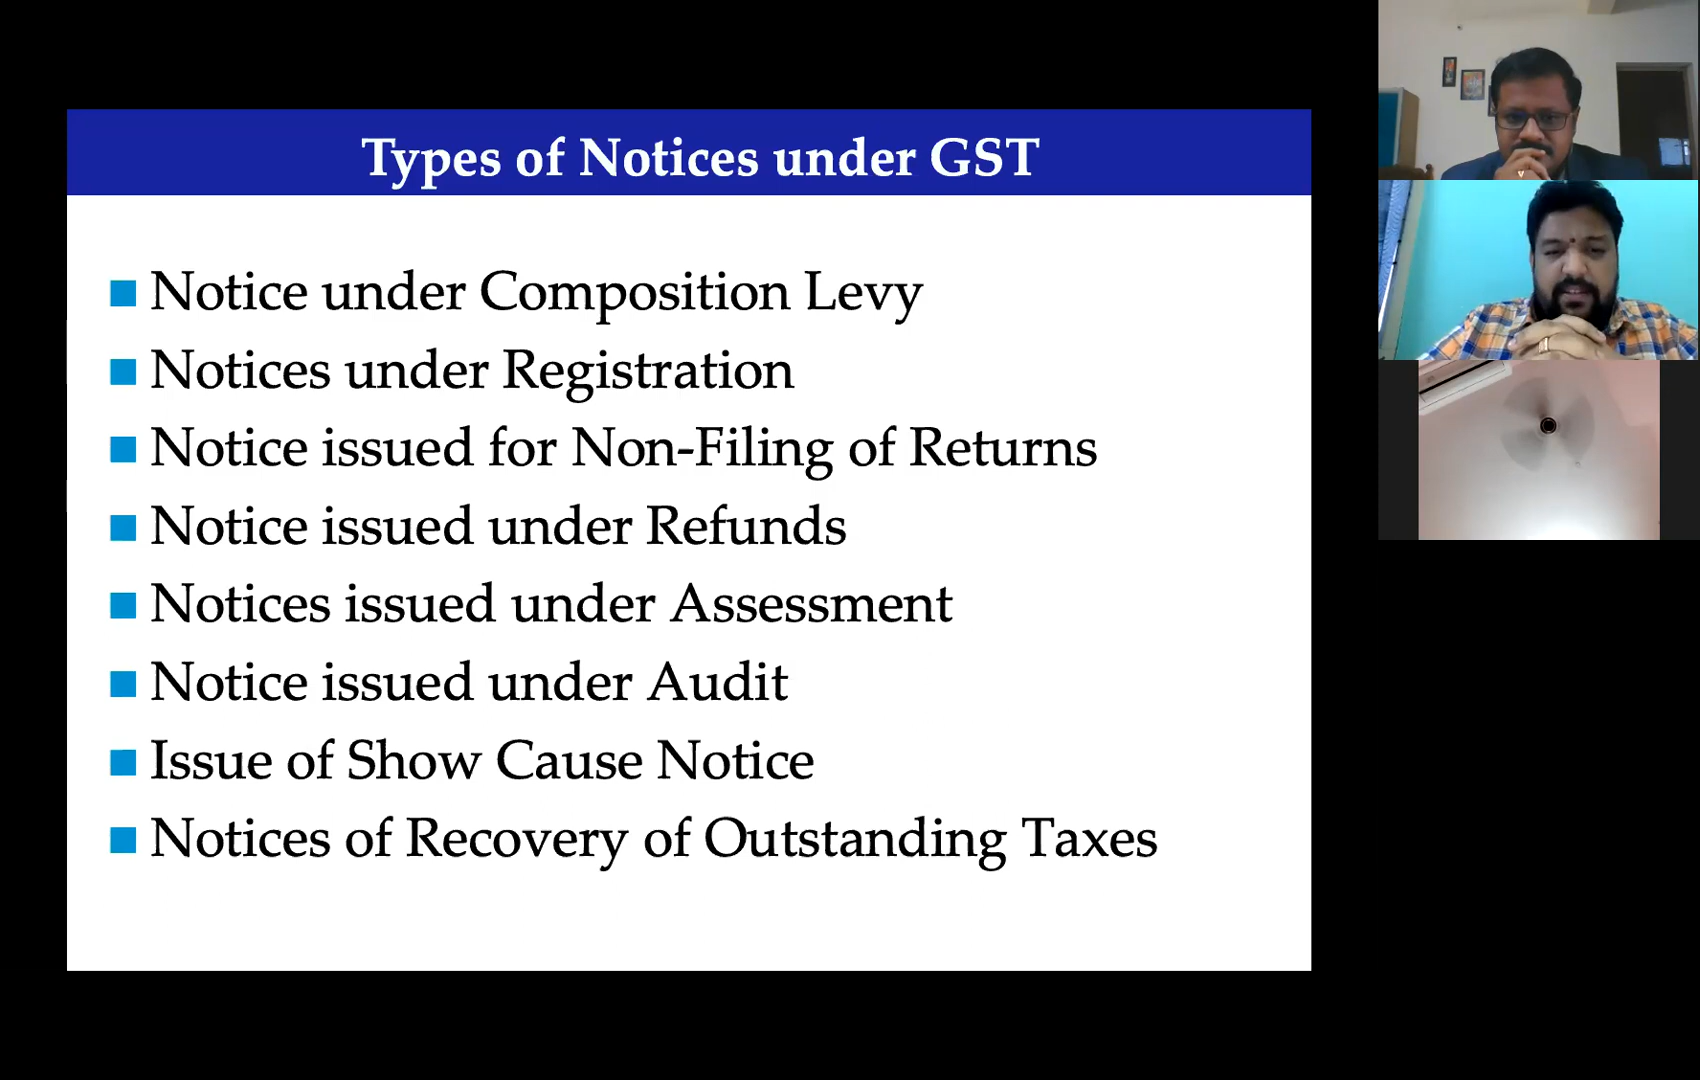 Types of Notices under GST
Notice under Composition Levy
Notices under Registration
Notice issued for Non-Filing of Returns
Notice issued under Refunds
Notices issued under Assessment
Notice issued under Audit
Issue of Show Cause Notice
Notices of Recovery of Outstanding Taxes